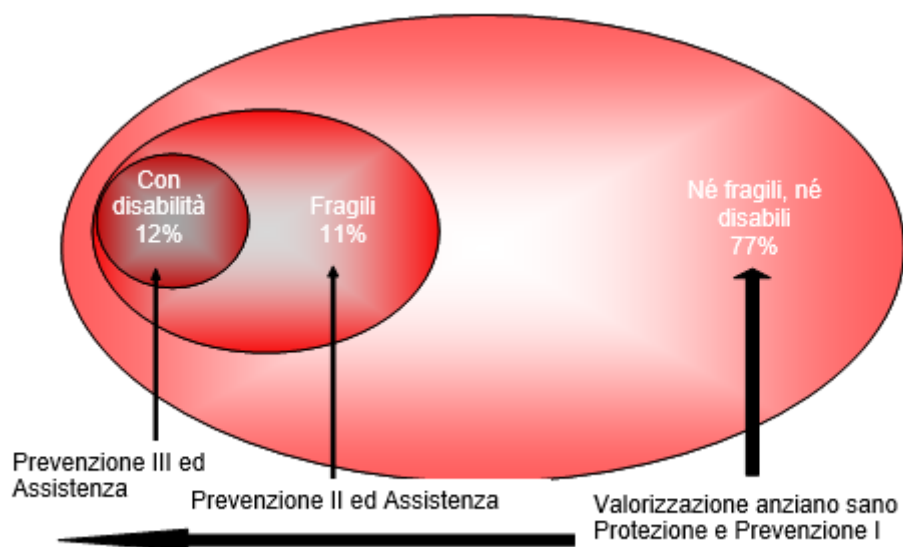 Con
disabilità
12%
Fragili
11%
Né fragili, né
disabili
77%
Prevenzione III ed
Assistenza
Prevenzione II ed Assistenza
Valorizzazione anziano sano
Protezione e Prevenzione I